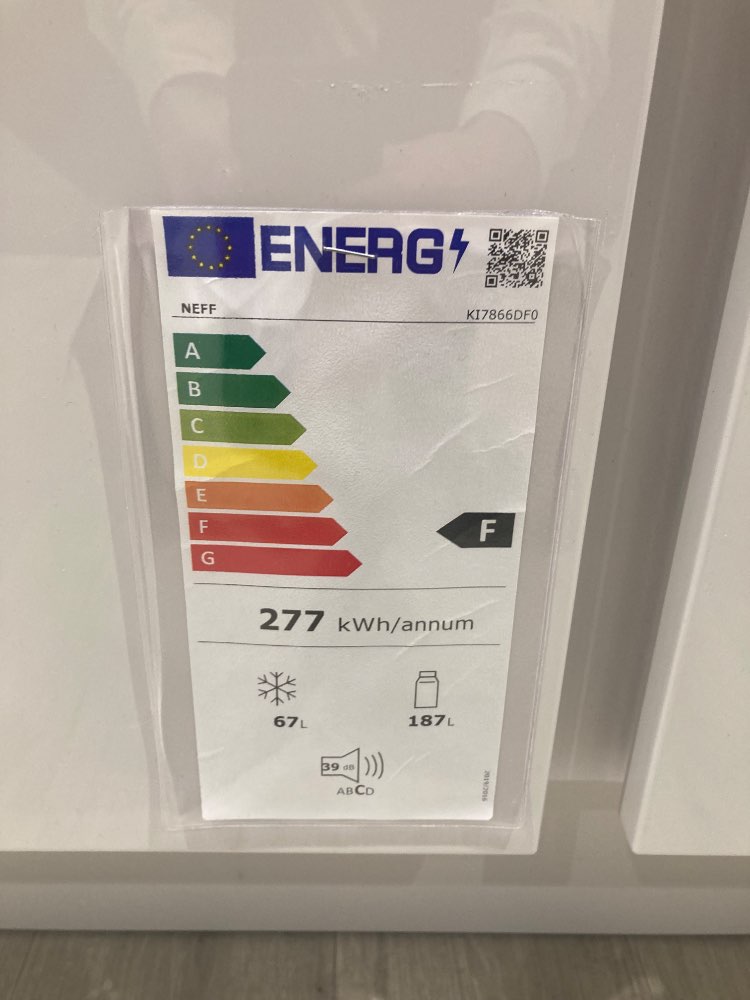 ENERG
NEFF
KI7866DF0
A
B
C
D
E
F
F
G
277 kWh/annum
67L
187L
39 dB
ABCD
2019/2016